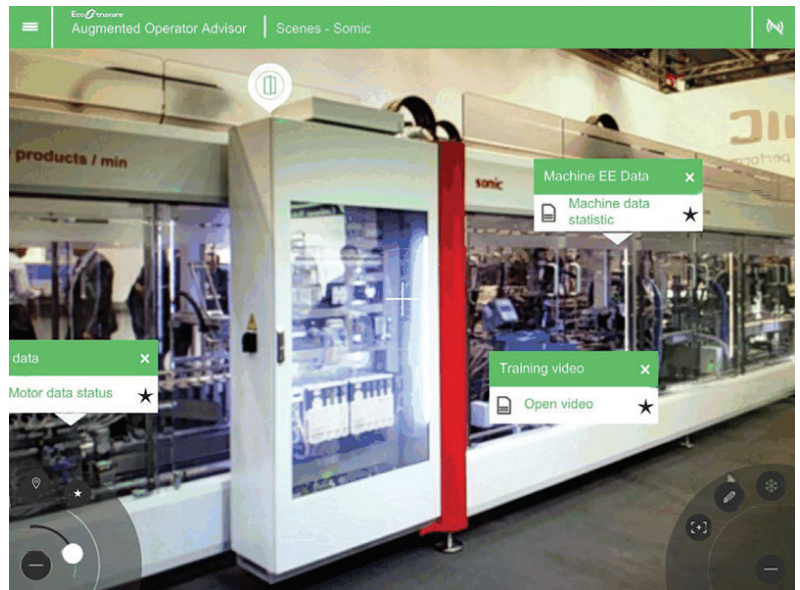 EcoStruxure
Augmented Operator Advisor
Scenes - Somic
products / min
somic
Machine EE Data
Machine data
statistic
data
Motor data status
Training video
Open video